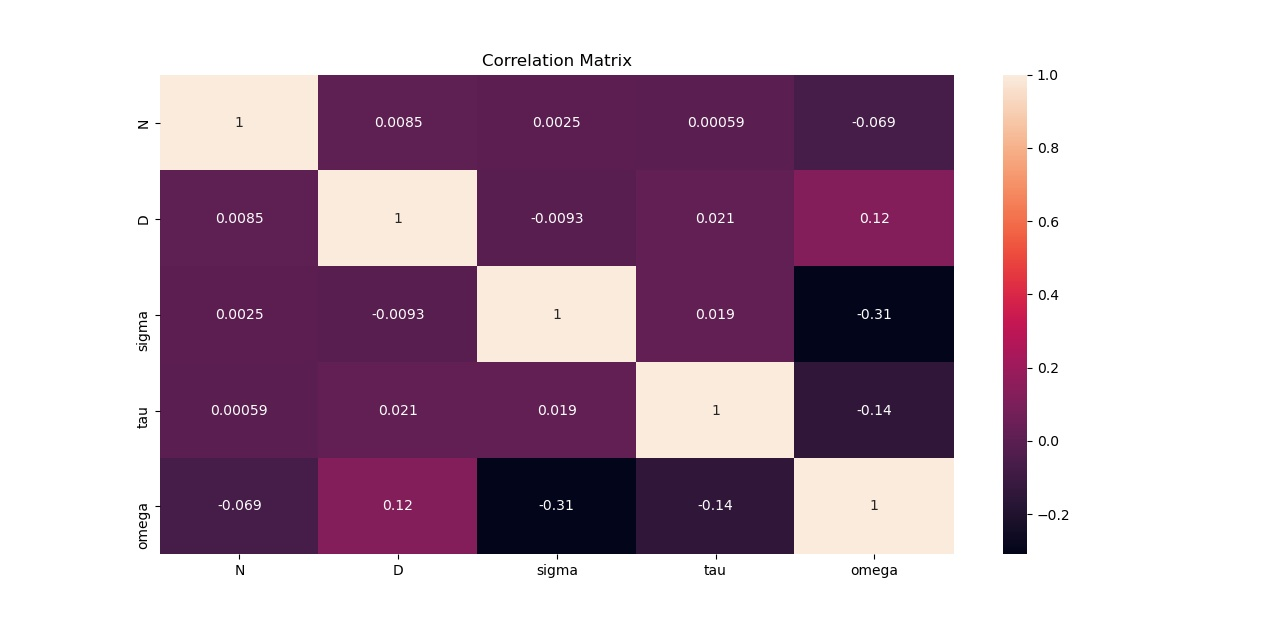 Correlation Matrix
N 1 0.0085 0.0025 0.00059 -0.069
D 0.0085 1 -0.0093 0.021 0.12
sigma 0.0025 -0.0093 1 0.019 -0.31
tau 0.00059 0.021 0.019 1 -0.14
omega -0.069 0.12 -0.31 -0.14 1
N D sigma tau omega
1.0
0.8
0.6
0.4
0.2
0.0
−0.2